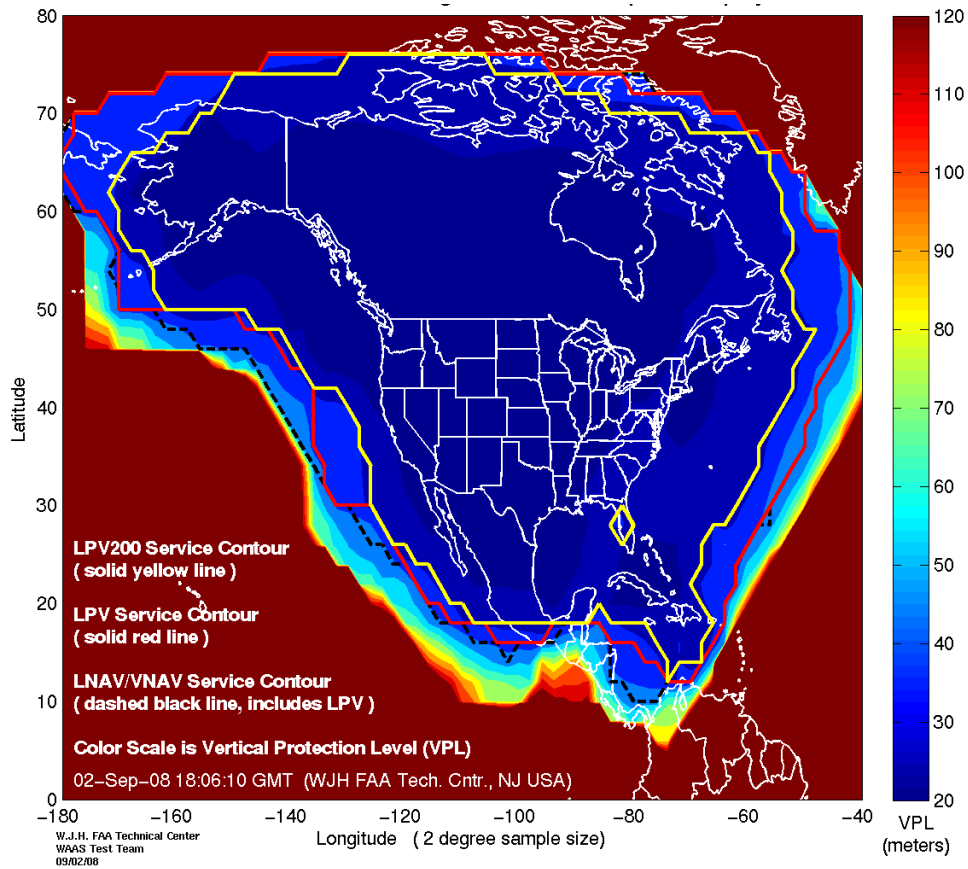 80
70
60
50
40
30
20
10
0
Latitude
−180
−160
−140
−120
−100
−80
−60
−40
Longitude ( 2 degree sample size)
LPV200 Service Contour
( solid yellow line )
LPV Service Contour
(solid red line )
LNAV/VNAV Service Contour
(dashed black line, includes LPV )
Color Scale is Vertical Protection Level (VPL)
02−Sep−08 18:06:10 GMT (WJH FAA Tech. Cntr., NJ USA)
W.J.H. FAA Technical Center
WAAS Test Team
09/02/08
120
110
100
90
80
70
60
50
40
30
20
VPL
(meters)